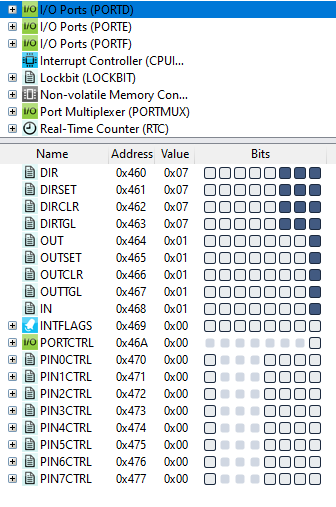 I/O I/O Ports (PORTD)
I/O I/O Ports (PORTE)
I/O I/O Ports (PORTF)
Interrupt Controller (CPUI...
Lockbit (LOCKBIT)
Non-volatile Memory Con...
I/O Port Multiplexer (PORTMUX)
Real-Time Counter (RTC)
Name Address Value Bits
DIR 0x460 0x07
DIRSET 0x461 0x07
DIRCLR 0x462 0x07
DIRTGL 0x463 0x07
OUT 0x464 0x01
OUTSET 0x465 0x01
OUTCLR 0x466 0x01
OUTTGL 0x467 0x01
IN 0x468 0x01
INTFLAGS 0x469 0x00
I/O PORTCTRL 0x46A 0x00
PIN0CTRL 0x470 0x00
PIN1CTRL 0x471 0x00
PIN2CTRL 0x472 0x00
PIN3CTRL 0x473 0x00
PIN4CTRL 0x474 0x00
PIN5CTRL 0x475 0x00
PIN6CTRL 0x476 0x00
PIN7CTRL 0x477 0x00